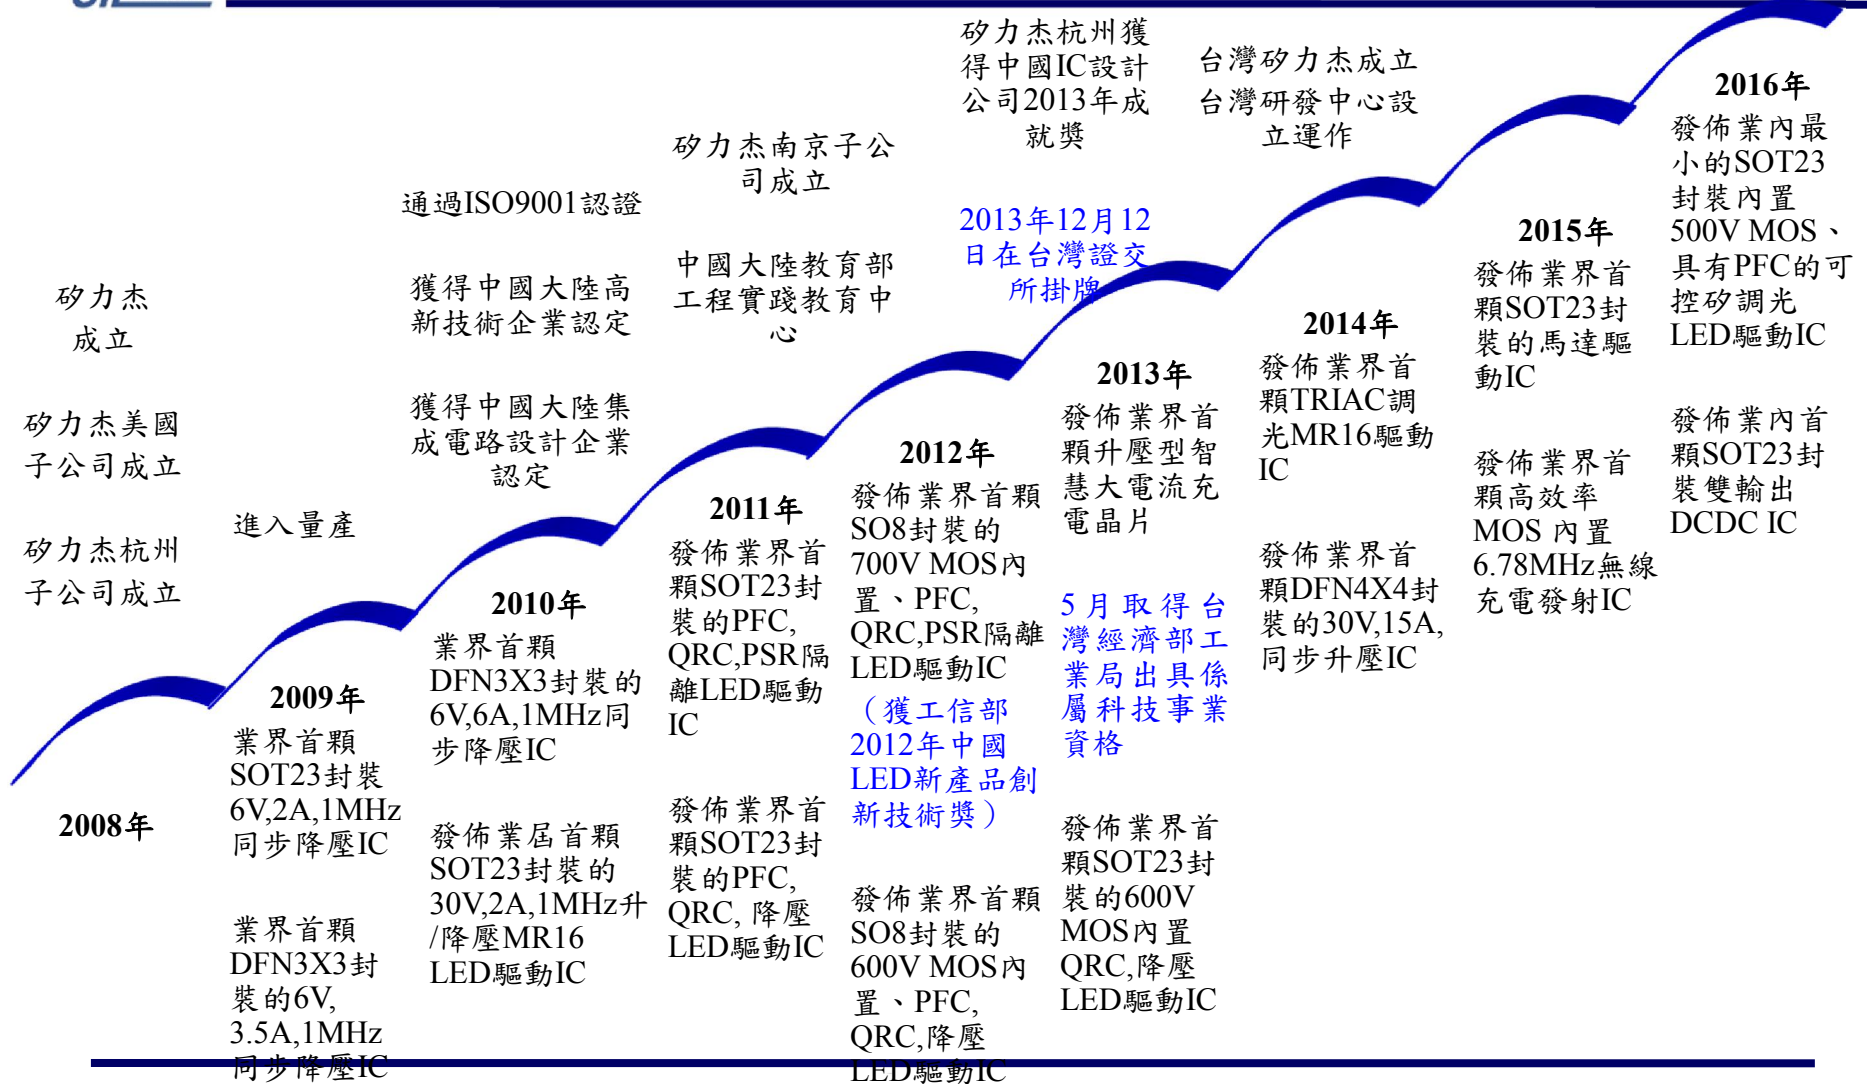 矽力杰
成立
矽力杰美國
子公司成立
矽力杰杭州
子公司成立
2008年
進入量產
2009年
業界首顆
SOT23封裝
6V,2A,1MHz
同步降壓IC
業界首顆
DFN3X3封
裝的6V,
3.5A,1MHz
同步降壓IC
通過ISO9001認證
獲得中國大陸高
新技術企業認定
獲得中國大陸集
成電路設計企業
認定
2010年
業界首顆
DFN3X3封裝的
6V,6A,1MHz同
步降壓IC
發佈業屆首顆
SOT23封裝的
30V,2A,1MHz升
/降壓MR16
LED驅動IC
矽力杰南京子公
司成立
中國大陸教育部
工程實踐教育中
心
2011年
發佈業界首
顆SOT23封
裝的PFC,
QRC,PSR隔
離LED驅動
IC
發佈業界首
顆SOT23封
裝的PFC,
QRC, 降壓
LED驅動IC
2012年
發佈業界首顆
SO8封裝的
700V MOS內
置、PFC,
QRC,PSR隔離
LED驅動IC
（獲工信部
2012年中國
LED新產品創
新技術獎）
發佈業界首顆
SO8封裝的
600V MOS內
置、PFC,
QRC,降壓
LED驅動IC
矽力杰杭州獲
得中國IC設計
公司2013年成
就獎
2013年12月12
日在台灣證交
所掛牌
2013年
發佈業界首
顆升壓型智
慧大電流充
電晶片
5月取得台
灣經濟部工
業局出具係
屬科技事業
資格
發佈業界首
顆SOT23封
裝的600V
MOS內置
QRC,降壓
LED驅動IC
台灣矽力杰成立
台灣研發中心設
立運作
2014年
發佈業界首
顆TRIAC調
光MR16驅動
IC
發佈業界首
顆DFN4X4封
裝的30V,15A,
同步升壓IC
2015年
發佈業界首
顆SOT23封
裝的馬達驅
動IC
發佈業界首
顆高效率
MOS 內置
6.78MHz無線
充電發射IC
2016年
發佈業內最
小的SOT23
封裝內置
500V MOS、
具有PFC的可
控矽調光
LED驅動IC
發佈業內首
顆SOT23封
裝雙輸出
DCDC IC